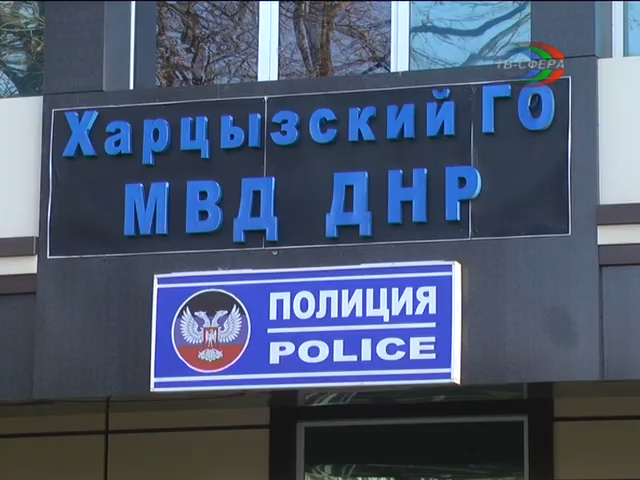 ТВ-СФЕРА
Харцызский ГО
МВД ДНР
ПОЛИЦИЯ
POLICE